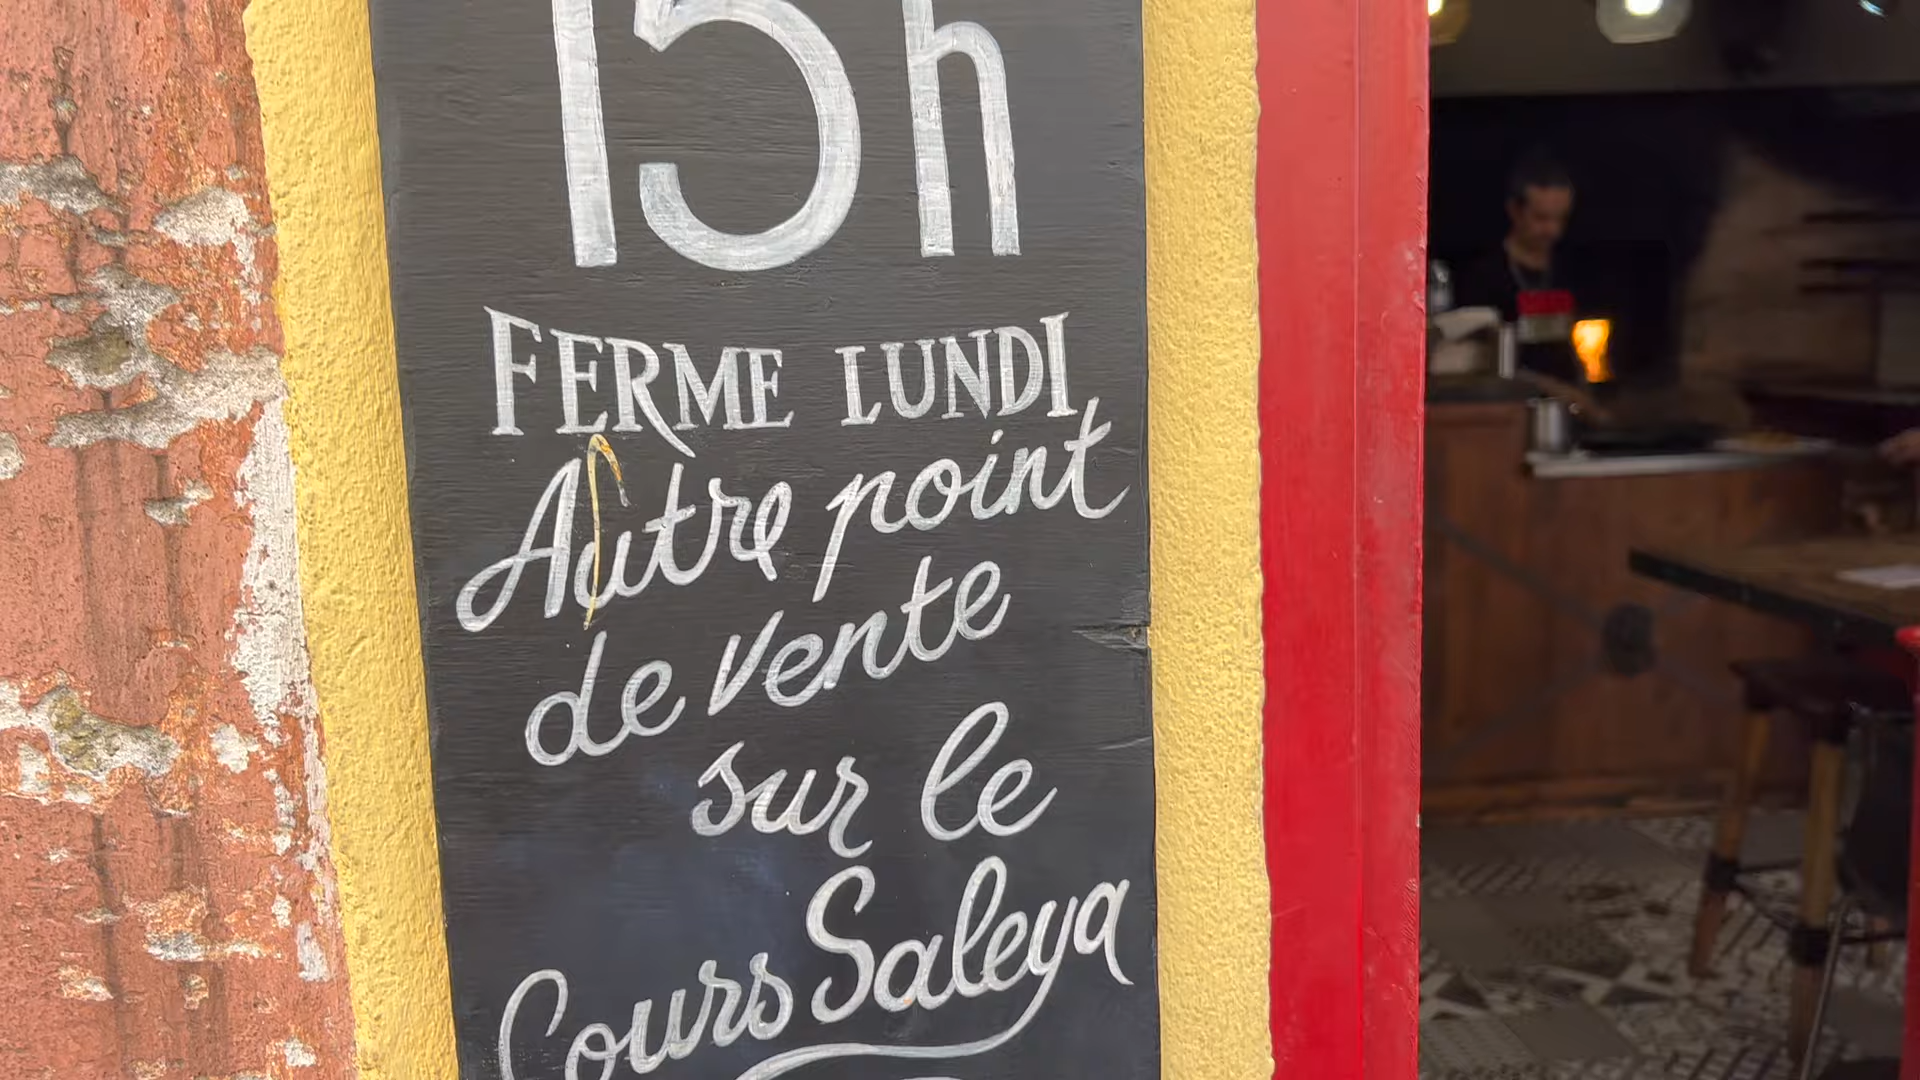 15h
FERME LUNDI
Autre point
de vente
sur le
Cours Saleya